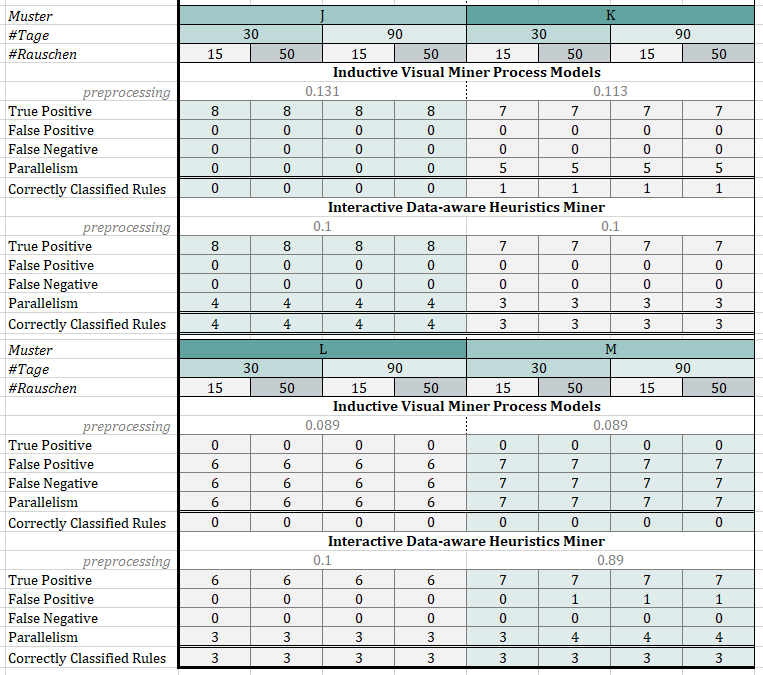 Muster J K
#Tage 30 90 30 90
#Rauschen 15 50 15 50 15 50 15 50
Inductive Visual Miner Process Models
preprocessing 0.131 0.113
True Positive 8 8 8 8 7 7 7 7
False Positive 0 0 0 0 0 0 0 0
False Negative 0 0 0 0 0 0 0 0
Parallelism 0 0 0 0 5 5 5 5
Correctly Classified Rules 0 0 0 0 1 1 1 1
Interactive Data-aware Heuristics Miner
preprocessing 0.1 0.1
True Positive 8 8 8 8 7 7 7 7
False Positive 0 0 0 0 0 0 0 0
False Negative 0 0 0 0 0 0 0 0
Parallelism 4 4 4 4 3 3 3 3
Correctly Classified Rules 4 4 4 4 3 3 3 3
Muster L M
#Tage 30 90 30 90
#Rauschen 15 50 15 50 15 50 15 50
Inductive Visual Miner Process Models
preprocessing 0.089 0.089
True Positive 0 0 0 0 0 0 0 0
False Positive 6 6 6 6 7 7 7 7
False Negative 6 6 6 6 7 7 7 7
Parallelism 6 6 6 6 7 7 7 7
Correctly Classified Rules 0 0 0 0 0 0 0 0
Interactive Data-aware Heuristics Miner
preprocessing 0.1 0.89
True Positive 6 6 6 6 7 7 7 7
False Positive 0 0 0 0 0 1 1 1
False Negative 0 0 0 0 0 0 0 0
Parallelism 3 3 3 3 3 4 4 4
Correctly Classified Rules 3 3 3 3 3 3 3 3